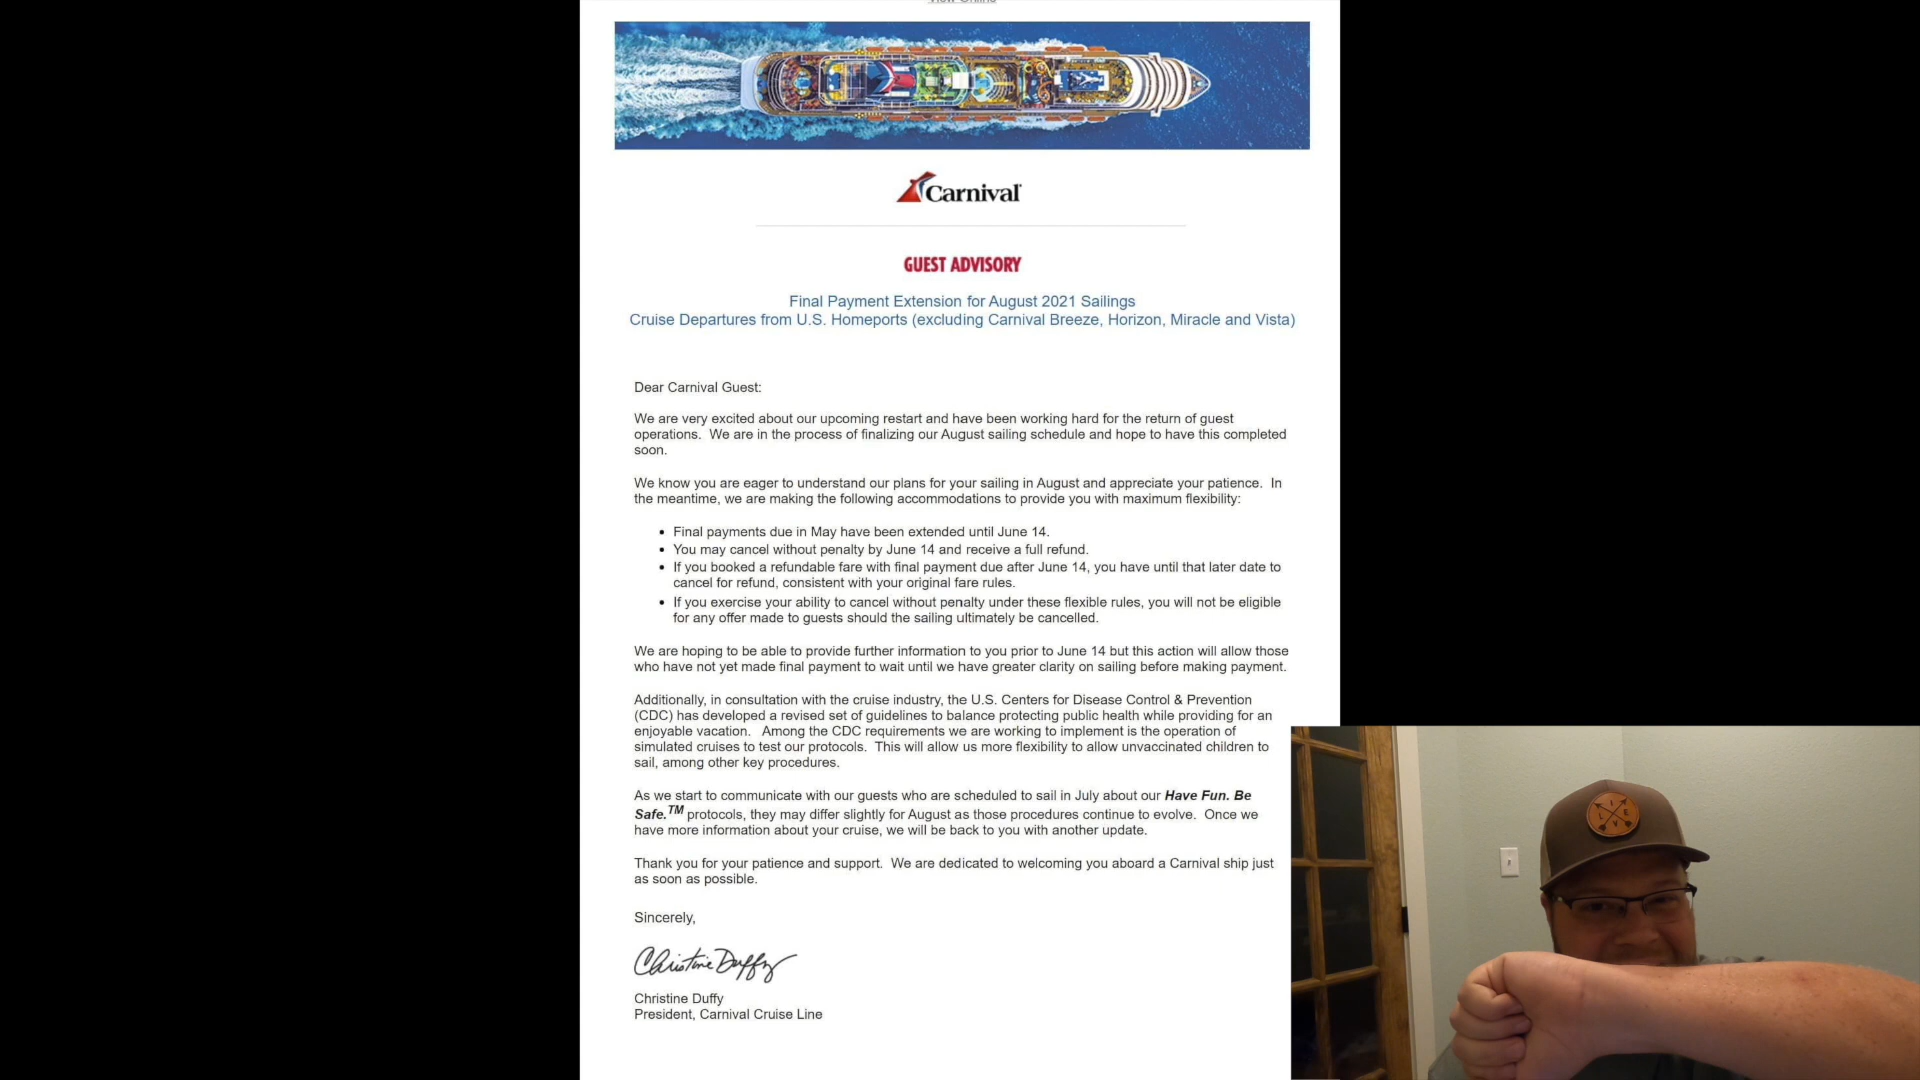 View Online
Carnival
GUEST ADVISORY
Final Payment Extension for August 2021 Sailings
Cruise Departures from U.S. Homeports (excluding Carnival Breeze, Horizon, Miracle and Vista)
Dear Carnival Guest:
We are very excited about our upcoming restart and have been working hard for the return of guest
operations.  We are in the process of finalizing our August sailing schedule and hope to have this completed
soon.
We know you are eager to understand our plans for your sailing in August and appreciate your patience.  In
the meantime, we are making the following accommodations to provide you with maximum flexibility:
• Final payments due in May have been extended until June 14.
• You may cancel without penalty by June 14 and receive a full refund.
• If you booked a refundable fare with final payment due after June 14, you have until that later date to
cancel for refund, consistent with your original fare rules.
• If you exercise your ability to cancel without penalty under these flexible rules, you will not be eligible
for any offer made to guests should the sailing ultimately be cancelled.
We are hoping to be able to provide further information to you prior to June 14 but this action will allow those
who have not yet made final payment to wait until we have greater clarity on sailing before making payment.
Additionally, in consultation with the cruise industry, the U.S. Centers for Disease Control & Prevention
(CDC) has developed a revised set of guidelines to balance protecting public health while providing for an
enjoyable vacation.   Among the CDC requirements we are working to implement is the operation of
simulated cruises to test our protocols.  This will allow us more flexibility to allow unvaccinated children to
sail, among other key procedures.
As we start to communicate with our guests who are scheduled to sail in July about our Have Fun. Be
Safe.TM protocols, they may differ slightly for August as those procedures continue to evolve.  Once we
have more information about your cruise, we will be back to you with another update.
Thank you for your patience and support.  We are dedicated to welcoming you aboard a Carnival ship just
as soon as possible.
Sincerely,
Christine Duffy
Christine Duffy
President, Carnival Cruise Line
L I V E